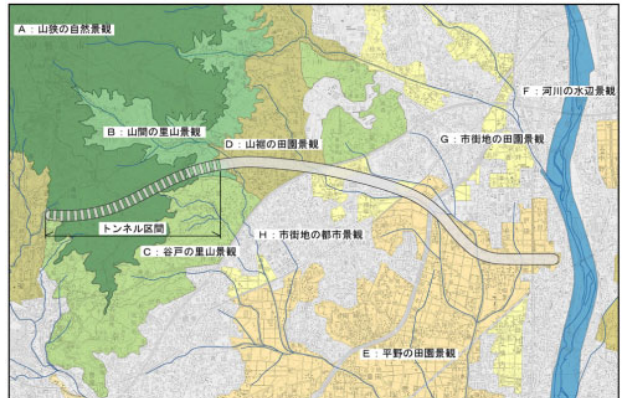 A：山狭の自然景観
F：河川の水辺景観
B：山間の里山景観
D：山裾の田園景観
G：市街地の田園景観
トンネル区間
H：市街地の都市景観
C：谷戸の里山景観
E：平野の田園景観